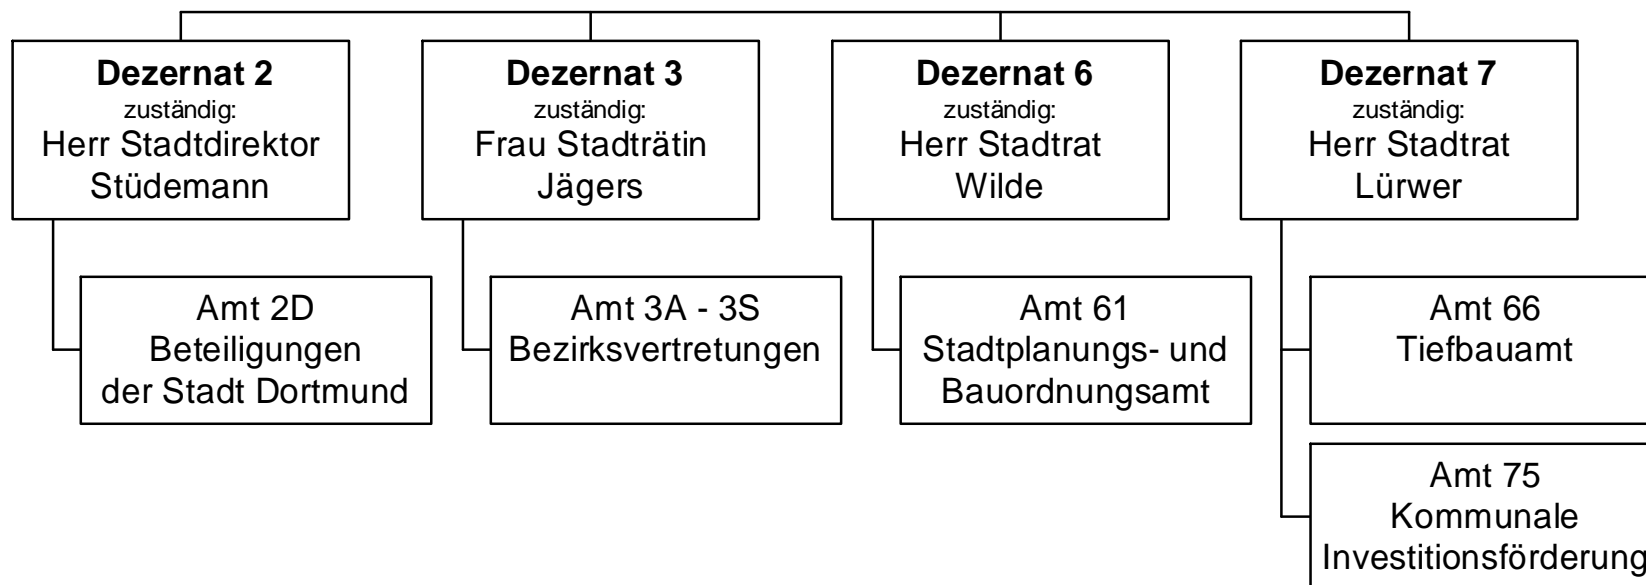 Dezernat 2
zuständig:
Herr Stadtdirektor
Stüdemann
Dezernat 3
zuständig:
Frau Stadträtin
Jägers
Dezernat 6
zuständig:
Herr Stadtrat
Wilde
Dezernat 7
zuständig:
Herr Stadtrat
Lürwer
Amt 2D
Beteiligungen
der Stadt Dortmund
Amt 3A - 3S
Bezirksvertretungen
Amt 61
Stadtplanungs- und
Bauordnungsamt
Amt 66
Tiefbauamt
Amt 75
Kommunale
Investitionsförderung